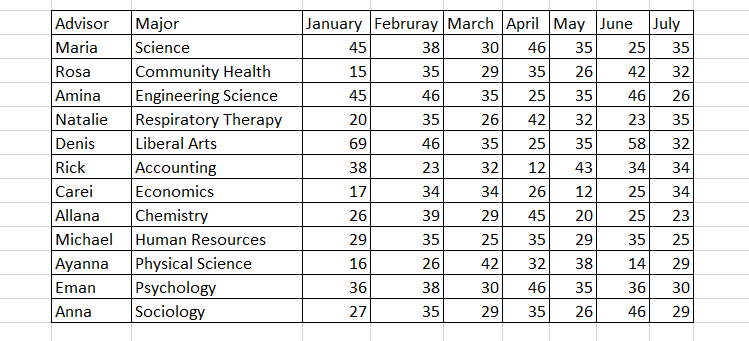 Advisor Major January Februray March April May June July
Maria Science 45 38 30 46 35 25 35
Rosa Community Health 15 35 29 35 26 42 32
Amina Engineering Science 45 46 35 25 35 46 26
Natalie Respiratory Therapy 20 35 26 42 32 23 35
Denis Liberal Arts 69 46 35 25 35 58 32
Rick Accounting 38 23 32 12 43 34 34
Carei Economics 17 34 34 26 12 25 34
Allana Chemistry 26 39 29 45 20 25 23
Michael Human Resources 29 35 25 35 29 35 25
Ayanna Physical Science 16 26 42 32 38 14 29
Eman Psychology 36 38 30 46 35 36 30
Anna Sociology 27 35 29 35 26 46 29